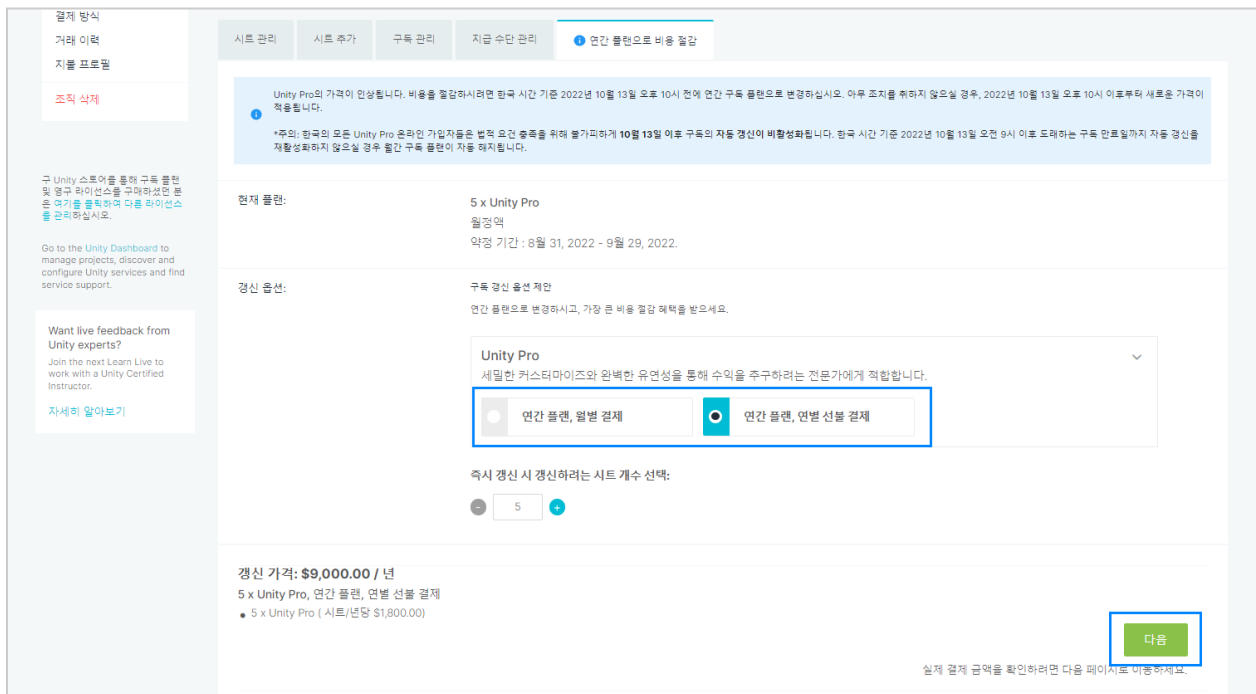 결제 방식
거래 이력
지불 프로필
조직 삭제
구 Unity 스토어를 통해 구독 플랜
및 영구 라이선스를 구매하셨던 분
은 여기를 클릭하여 다른 라이선스
를 관리하십시오.
Go to the Unity Dashboard to
manage projects, discover and
configure Unity services and find
service support.
Want live feedback from
Unity experts?
Join the next Learn Live to
work with a Unity Certified
Instructor.
자세히 알아보기
시트 관리
시트 추가
구독 관리
지급 수단 관리
연간 플랜으로 비용 절감
Unity Pro의 가격이 인상됩니다. 비용을 절감하시려면 한국 시간 기준 2022년 10월 13일 오후 10시 전에 연간 구독 플랜으로 변경하십시오. 아무 조치를 취하지 않으실 경우, 2022년 10월 13일 오후 10시 이후부터 새로운 가격이
적용됩니다.
*주의: 한국의 모든 Unity Pro 온라인 가입자들은 법적 요건 충족을 위해 불가피하게 10월 13일 이후 구독의 자동 갱신이 비활성화됩니다. 한국 시간 기준 2022년 10월 13일 오전 9시 이후 도래하는 구독 만료일까지 자동 갱신을
재활성화하지 않으실 경우 월간 구독 플랜이 자동 해지됩니다.
현재 플랜:
5 x Unity Pro
월정액
약정 기간 : 8월 31, 2022 - 9월 29, 2022.
갱신 옵션:
구독 갱신 옵션 제안
연간 플랜으로 변경하시고, 가장 큰 비용 절감 혜택을 받으세요.
Unity Pro
세밀한 커스터마이즈와 완벽한 유연성을 통해 수익을 추구하려는 전문가에게 적합합니다.
연간 플랜, 월별 결제
연간 플랜, 연별 선불 결제
즉시 갱신 시 갱신하려는 시트 개수 선택:
- 5 +
갱신 가격: $9,000.00 / 년
5 x Unity Pro, 연간 플랜, 연별 선불 결제
• 5 x Unity Pro ( 시트/년당 $1,800.00)
다음
실제 결제 금액을 확인하려면 다음 페이지로 이동하세요.